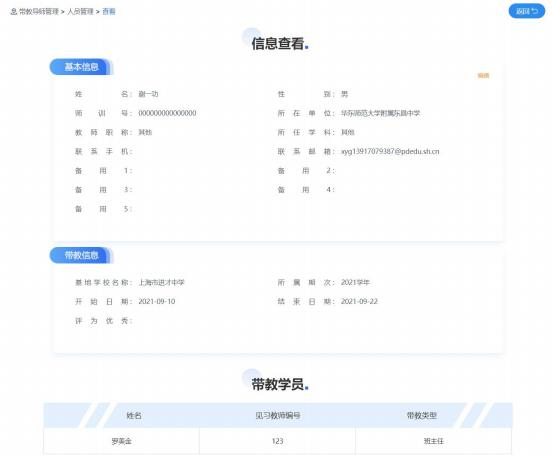 带教导师管理 > 人员管理 > 查看
返回
信息查看
基本信息
编辑
姓名： 谢一功 性别： 男
师训号： 000000000000000 所在单位： 华东师范大学附属东昌中学
教师职称： 其他 所任学科： 其他
联系手机： 联系邮箱： xyg13917079387@pdedu.sh.cn
备用1： 备用2：
备用3： 备用4：
备用5：
带教信息
基地学校名称： 上海市进才中学 所属期次： 2021学年
开始日期： 2021-09-10 结束日期： 2021-09-22
评为优秀：
带教学员
姓名 见习教师编号 带教类型
罗美金 123 班主任